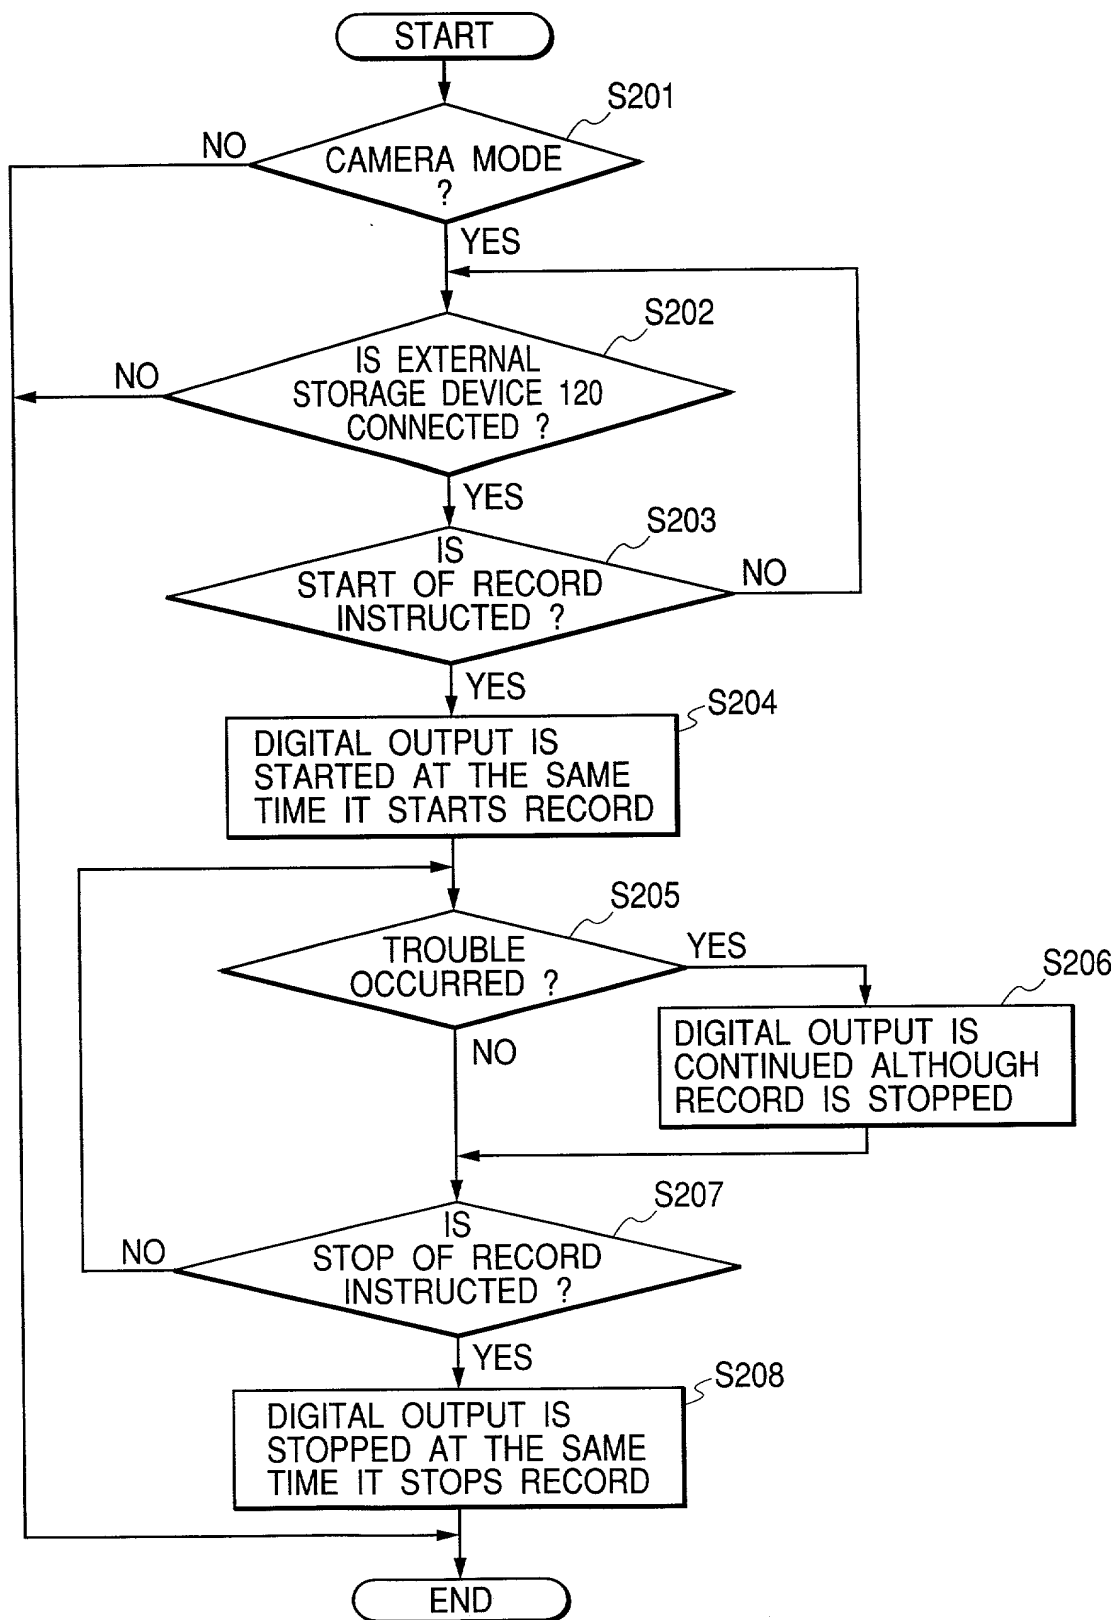 START
S201
NO
CAMERA MODE
?
YES
S202
IS EXTERNAL
STORAGE DEVICE 120
CONNECTED ?
NO
YES
S203
IS
START OF RECORD
INSTRUCTED ?
NO
YES
S204
DIGITAL OUTPUT IS
STARTED AT THE SAME
TIME IT STARTS RECORD
S205
TROUBLE
OCCURRED ?
YES
S206
NO
DIGITAL OUTPUT IS
CONTINUED ALTHOUGH
RECORD IS STOPPED
S207
IS
STOP OF RECORD
INSTRUCTED ?
NO
YES
S208
DIGITAL OUTPUT IS
STOPPED AT THE SAME
TIME IT STOPS RECORD
END